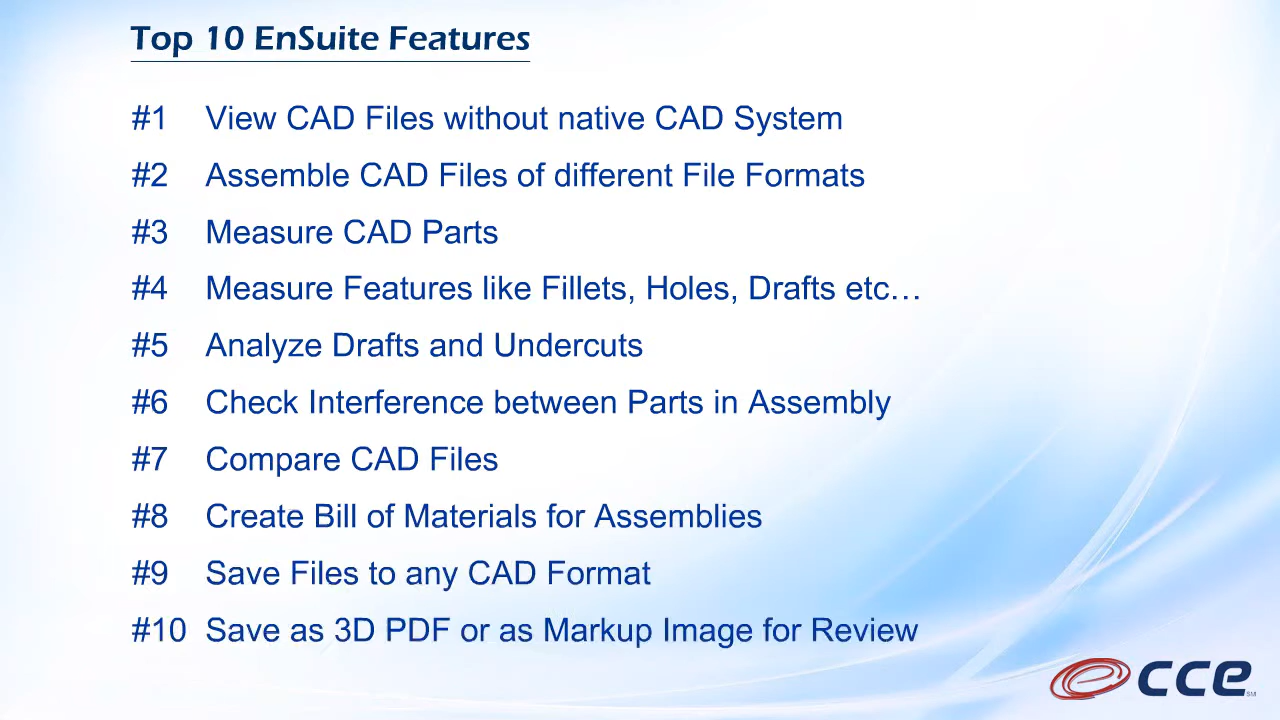 Top 10 EnSuite Features
#1 View CAD Files without native CAD System
#2 Assemble CAD Files of different File Formats
#3 Measure CAD Parts
#4 Measure Features like Fillets, Holes, Drafts etc…
#5 Analyze Drafts and Undercuts
#6 Check Interference between Parts in Assembly
#7 Compare CAD Files
#8 Create Bill of Materials for Assemblies
#9 Save Files to any CAD Format
#10 Save as 3D PDF or as Markup Image for Review
cce SM